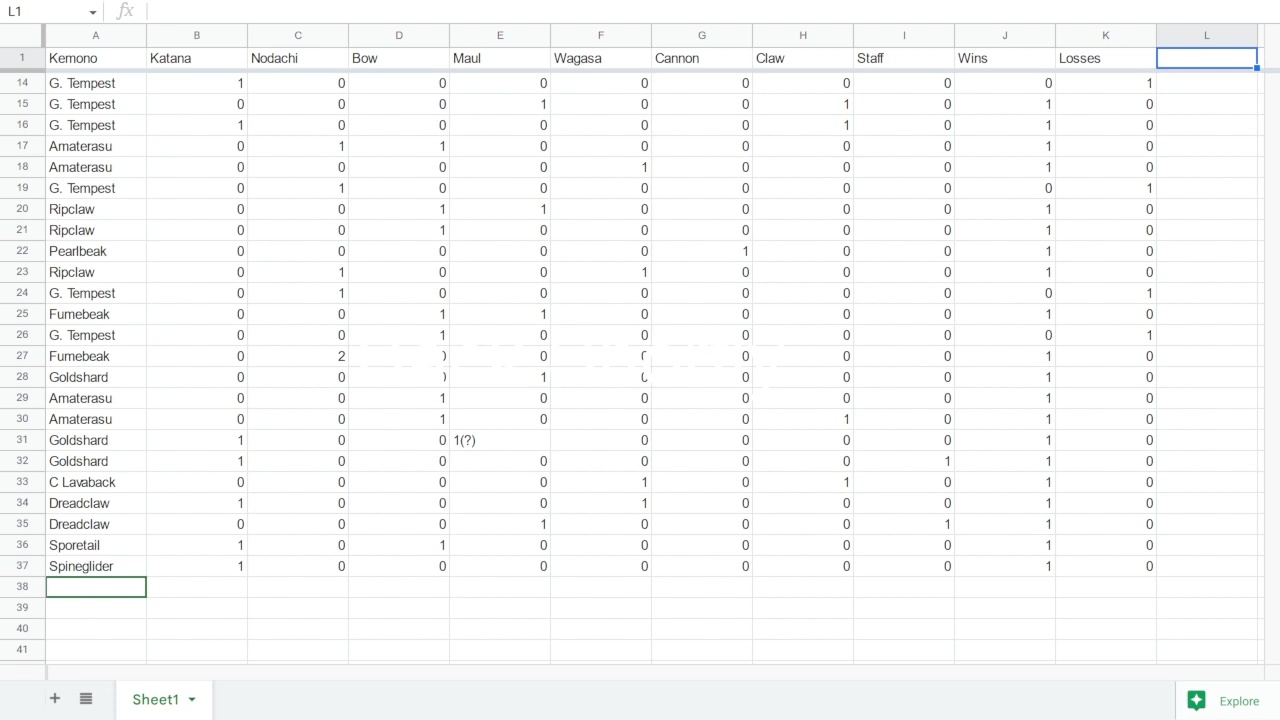 L1 fx
A B C D E F G H I J K L
1 Kemono Katana Nodachi Bow Maul Wagasa Cannon Claw Staff Wins Losses
14 G. Tempest 1 0 0 0 0 0 0 0 0 1
15 G. Tempest 0 0 0 1 0 0 1 0 1 0
16 G. Tempest 1 0 0 0 0 0 1 0 1 0
17 Amaterasu 0 1 1 0 0 0 0 0 1 0
18 Amaterasu 0 0 0 0 1 0 0 0 1 0
19 G. Tempest 0 1 0 0 0 0 0 0 0 1
20 Ripclaw 0 0 1 1 0 0 0 0 1 0
21 Ripclaw 0 0 1 0 0 0 0 0 1 0
22 Pearlbeak 0 0 0 0 0 1 0 0 1 0
23 Ripclaw 0 1 0 0 1 0 0 0 1 0
24 G. Tempest 0 1 0 0 0 0 0 0 0 1
25 Fumebeak 0 0 1 1 0 0 0 0 1 0
26 G. Tempest 0 0 1 0 0 0 0 0 0 1
27 Fumebeak 0 2 0 0 0 0 0 0 1 0
28 Goldshard 0 0 0 1 0 0 0 0 1 0
29 Amaterasu 0 0 1 0 0 0 0 0 1 0
30 Amaterasu 0 0 1 0 0 0 1 0 1 0
31 Goldshard 1 0 0 1(?) 0 0 0 0 1 0
32 Goldshard 1 0 0 0 0 0 0 1 1 0
33 C Lavaback 0 0 0 0 1 0 1 0 1 0
34 Dreadclaw 1 0 0 0 1 0 0 0 1 0
35 Dreadclaw 0 0 0 1 0 0 0 1 1 0
36 Sporetail 1 0 1 0 0 0 0 0 1 0
37 Spineglider 1 0 0 0 0 0 0 0 1 0
38
39
40
41
Sheet1 Explore